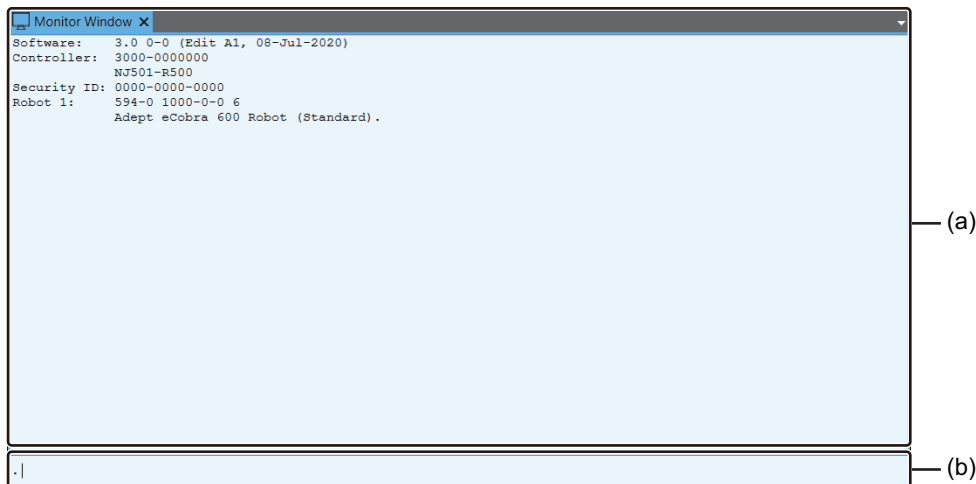 Monitor Window X
Software: 3.0 0-0 (Edit A1, 08-Jul-2020)
Controller: 3000-0000000
NJ501-R500
Security ID: 0000-0000-0000
Robot 1: 594-0 1000-0-0 6
Adept eCobra 600 Robot (Standard).
(a)
.
(b)